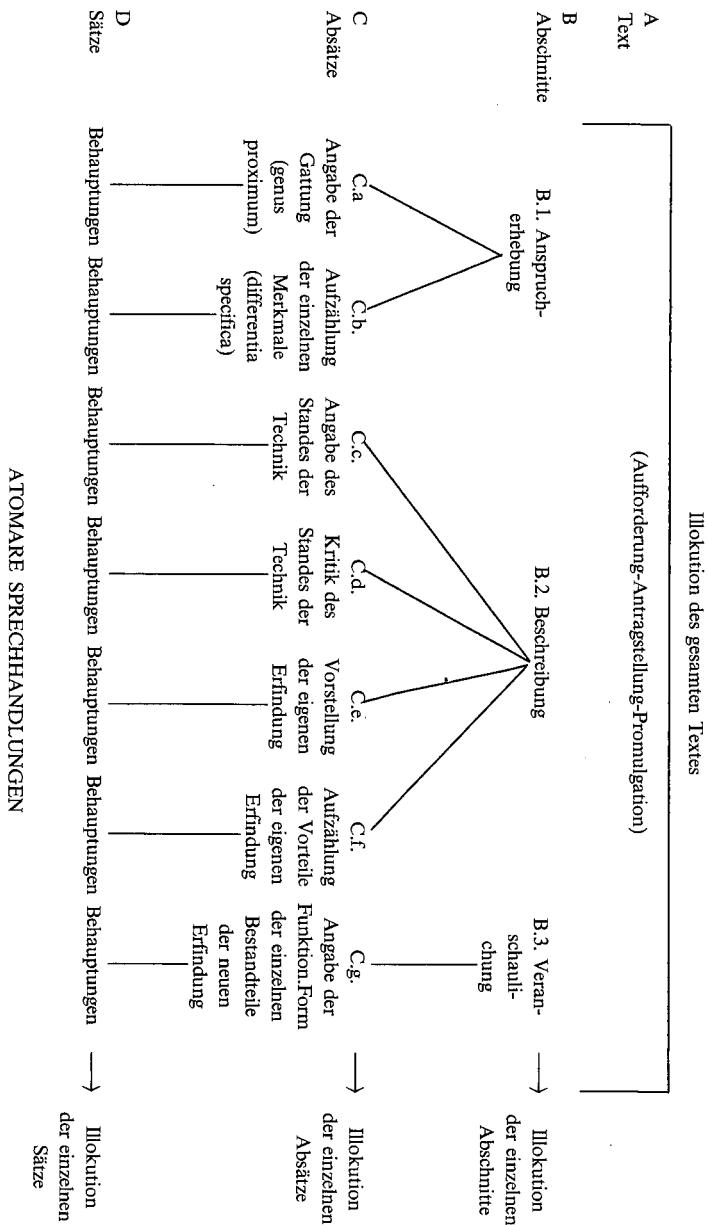 Illokution des gesamten Textes
A
Text
(Aufforderung-Antragstellung-Promulgation)
B
Abschnitte
B.1. Anspruch-
erhebung
B.2. Beschreibung
B.3. Veran-
schauli-
chung
Illokution
der einzelnen
Abschnitte
C
Absätze
C.a
Angabe der
Gattung
(genus
proximum)
C.b.
Aufzählung
der einzelnen
Merkmale
(differentia
specifica)
C.c.
Angabe des
Standes der
Technik
C.d.
Kritik des
Standes der
Technik
C.e.
Vorstellung
der eigenen
Erfindung
C.f.
Aufzählung
der Vorteile
der eigenen
Erfindung
C.g.
Angabe der
Funktion.Form
der einzelnen
Bestandteile
der neuen
Erfindung
Illokution
der einzelnen
Absätze
D
Sätze
Behauptungen Behauptungen Behauptungen Behauptungen Behauptungen Behauptungen Behauptungen
Illokution
der einzelnen
Sätze
ATOMARE SPRECHHANDLUNGEN